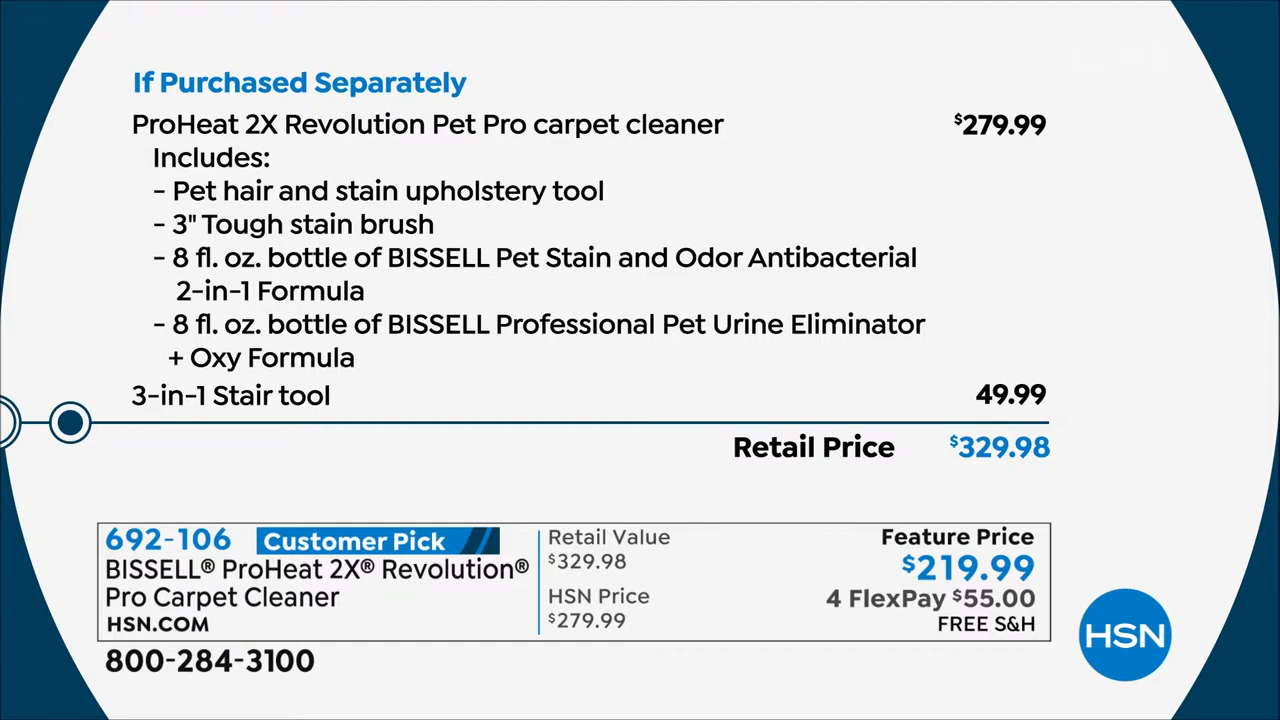 If Purchased Separately
ProHeat 2X Revolution Pet Pro carpet cleaner $279.99
Includes:
- Pet hair and stain upholstery tool
- 3" Tough stain brush
- 8 fl. oz. bottle of BISSELL Pet Stain and Odor Antibacterial
2-in-1 Formula
- 8 fl. oz. bottle of BISSELL Professional Pet Urine Eliminator
+ Oxy Formula
3-in-1 Stair tool 49.99
Retail Price $329.98
692-106 Customer Pick
BISSELL® ProHeat 2X® Revolution®
Pro Carpet Cleaner
HSN.COM
Retail Value
$329.98
HSN Price
$279.99
Feature Price
$219.99
4 FlexPay $55.00
FREE S&H
800-284-3100
HSN